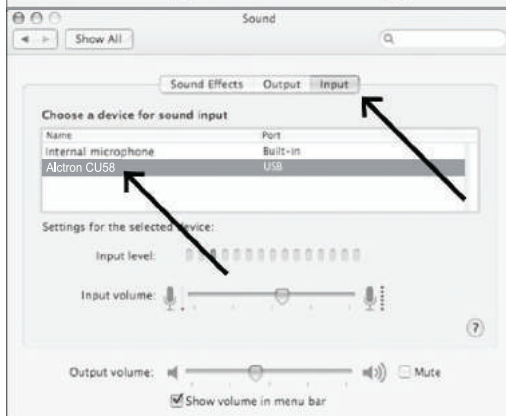 Sound
Show All
Sound Effects Output Input
Choose a device for sound input
Name Port
Internal microphone Built-in
Alctron CU58 USB
Settings for the selected device:
Input level:
Input volume:
?
Output volume: Mute
Show volume in menu bar